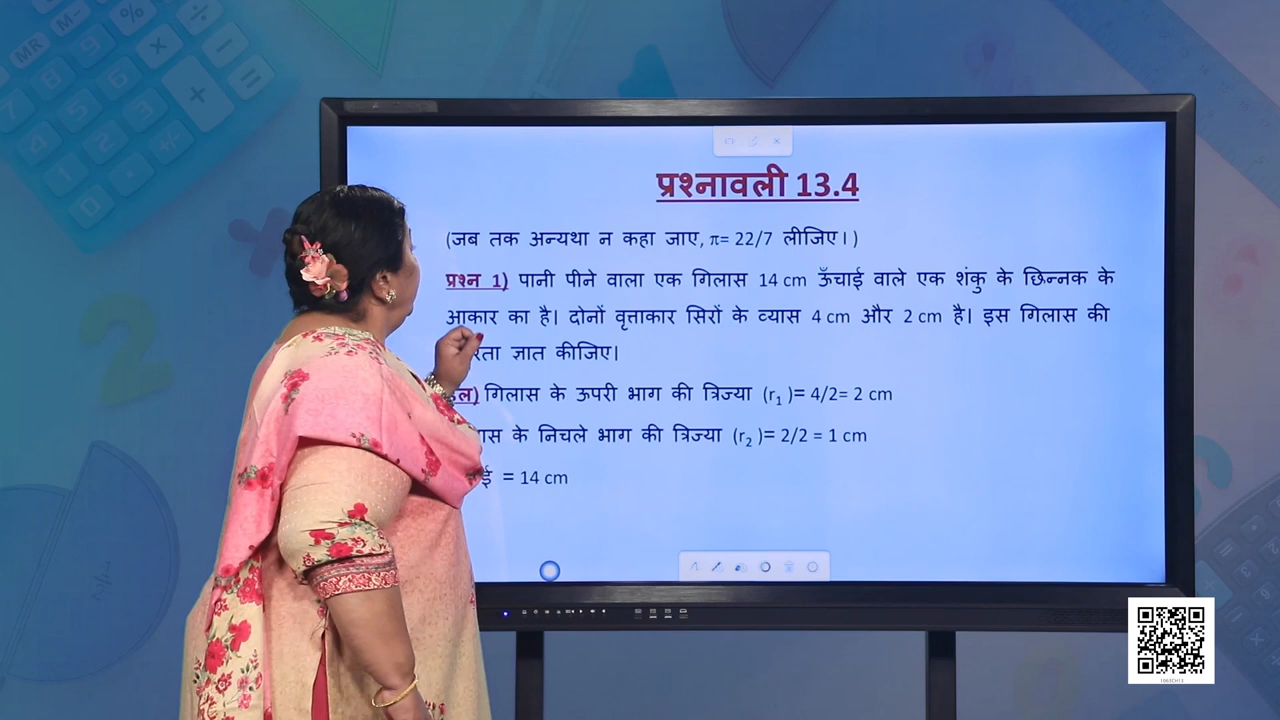 प्रश्नावली 13.4
(जब तक अन्यथा न कहा जाए, π= 22/7 लीजिए। )
प्रश्न 1) पानी पीने वाला एक गिलास 14 cm ऊँचाई वाले एक शंकु के छिन्नक के
आकार का है। दोनों वृत्ताकार सिरों के व्यास 4 cm और 2 cm है। इस गिलास की
ज्ञात कीजिए।
गिलास के ऊपरी भाग की त्रिज्या (r₁ )= 4/2= 2 cm
के निचले भाग की त्रिज्या (r₂ )= 2/2 = 1 cm
= 14 cm
1063CH13